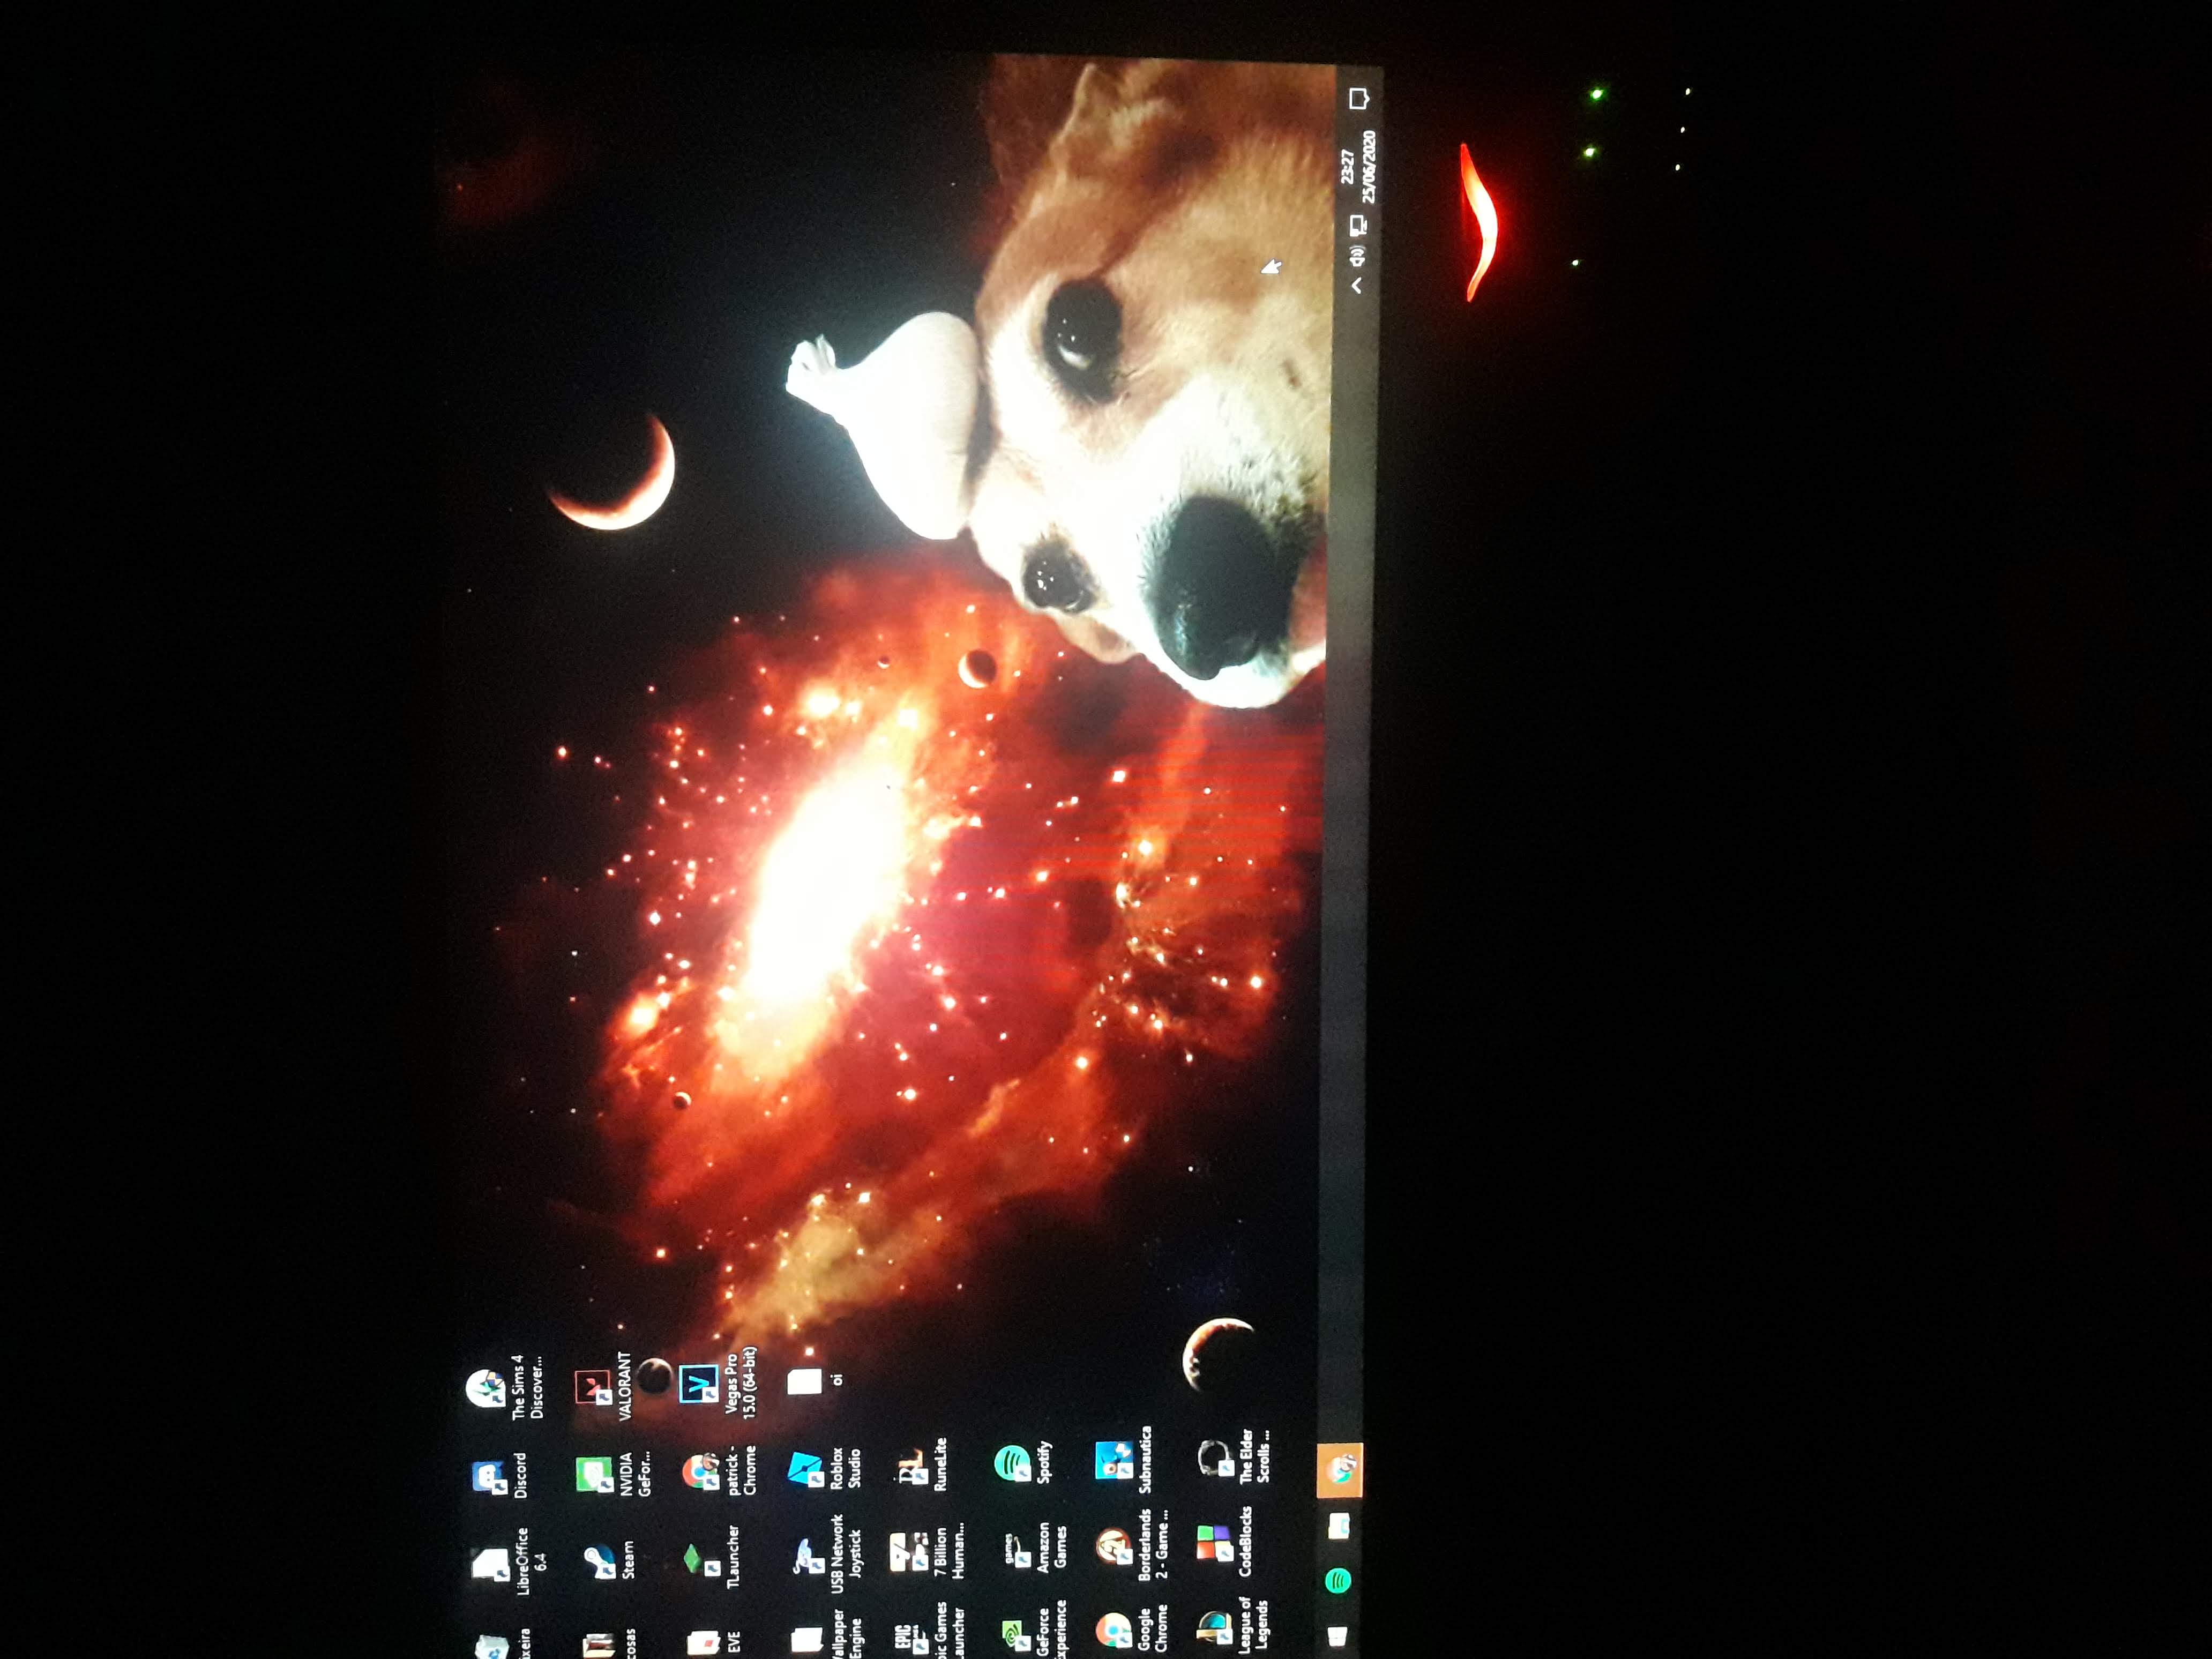 ixeira
LibreOffice
6.4
Discord
The Sims 4
Discover...
cosas
Steam
NVIDIA
GeFor...
VALORANT
EVE
TLauncher
patrick -
Chrome
Vegas Pro
15.0 (64-bit)
allpaper
Engine
USB Network
Joystick
Roblox
Studio
oi
EPIC
pic Games
Launcher
7 Billion
Human...
RL
RuneLite
GeForce
Experience
games
Amazon
Games
Spotify
Google
Chrome
Borderlands
2 - Game ...
Subnautica
League of
Legends
CodeBlocks
The Elder
Scrolls ...
23:27
25/06/2020